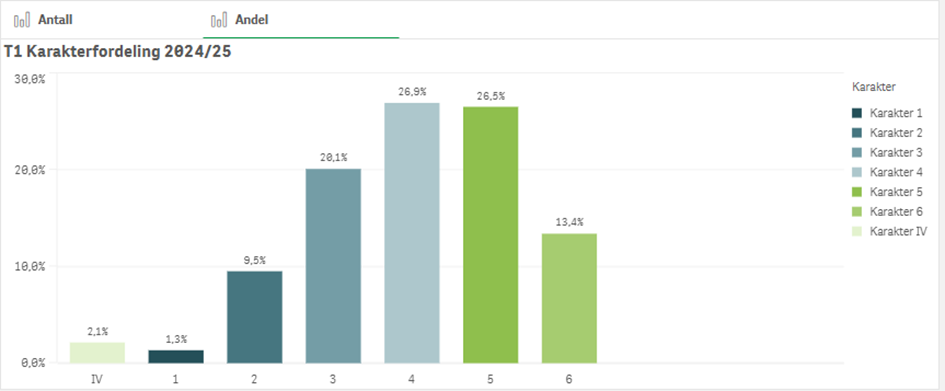 Antall
Andel
T1 Karakterfordeling 2024/25
30,0%
20,0%
10,0%
0,0%
2,1%
1,3%
9,5%
20,1%
26,9%
26,5%
13,4%
IV
1
2
3
4
5
6
Karakter
Karakter 1
Karakter 2
Karakter 3
Karakter 4
Karakter 5
Karakter 6
Karakter IV